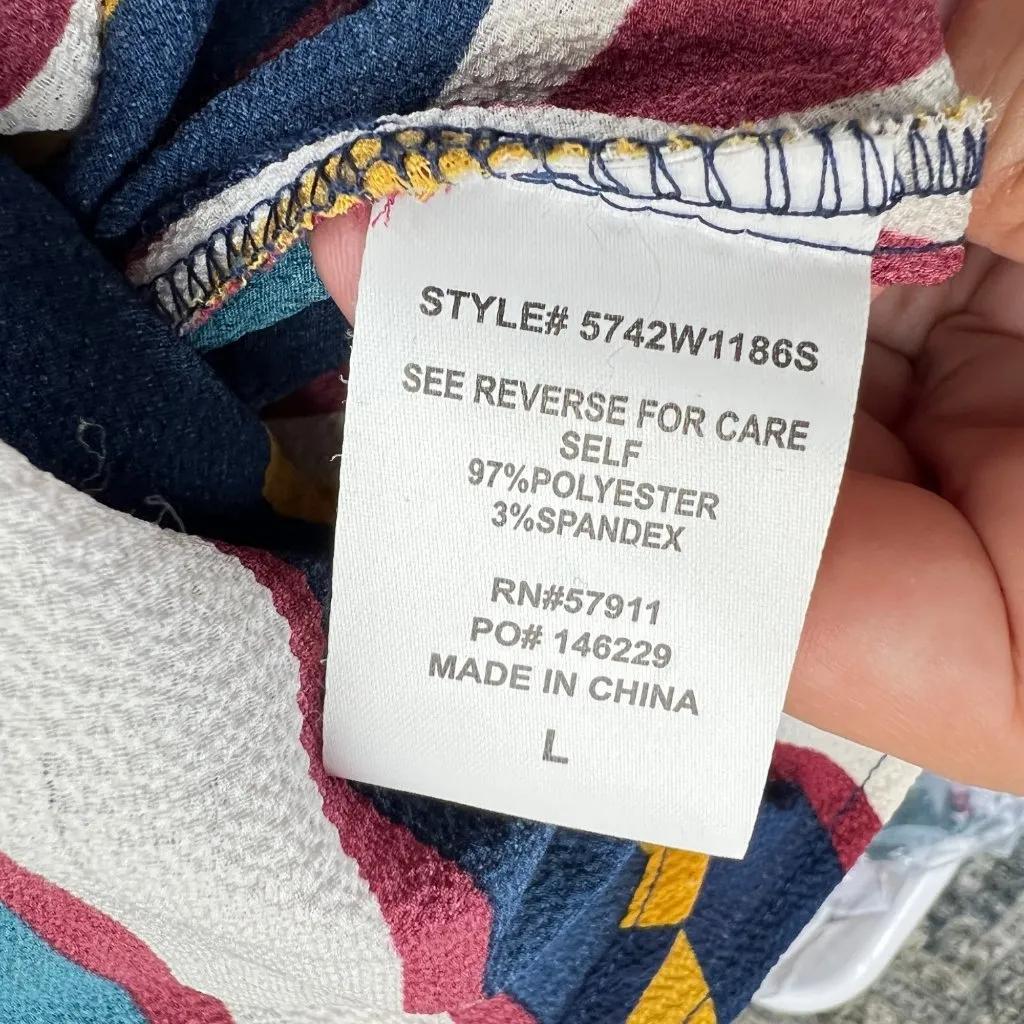 STYLE# 5742W1186S
SEE REVERSE FOR CARE
SELF
97%POLYESTER
3%SPANDEX
RN#57911
PO# 146229
MADE IN CHINA
L